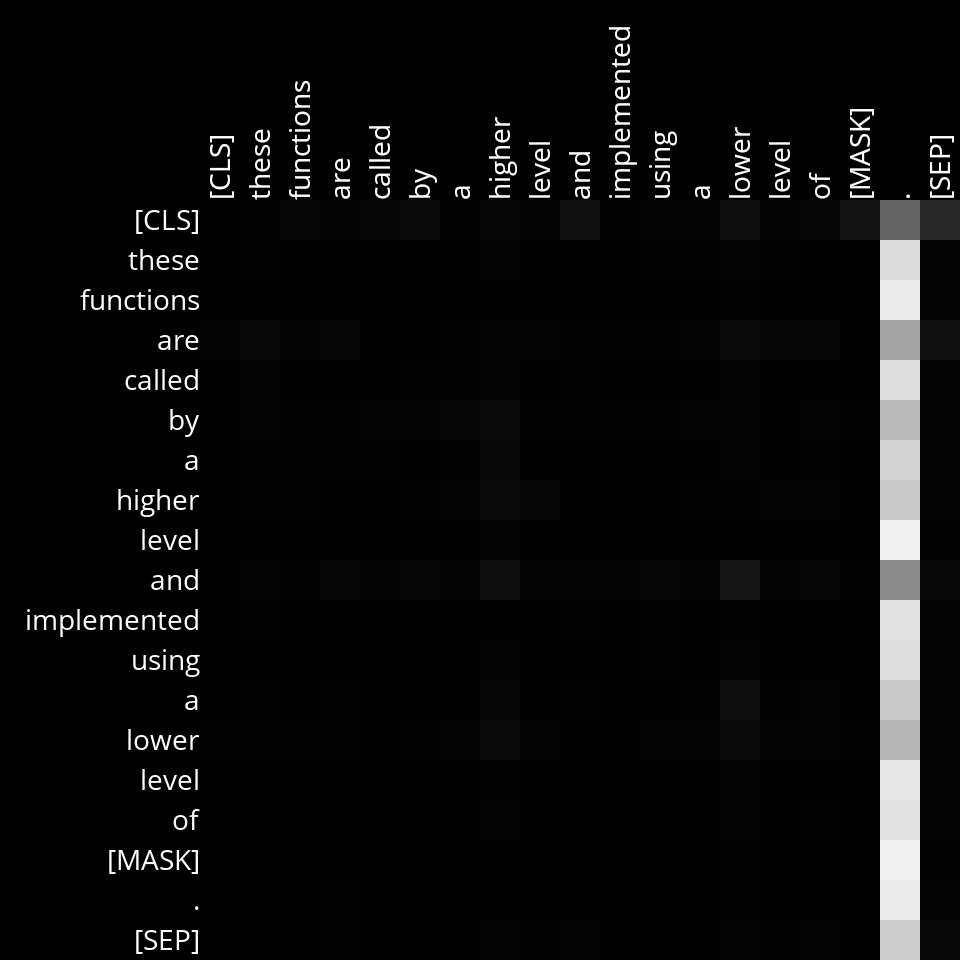 [CLS]
these
functions
are
called
by
a
higher
level
and
implemented
using
a
lower
level
of
[MASK]
.
[SEP]
[CLS]
these
functions
are
called
by
a
higher
level
and
implemented
using
a
lower
level
of
[MASK]
.
[SEP]